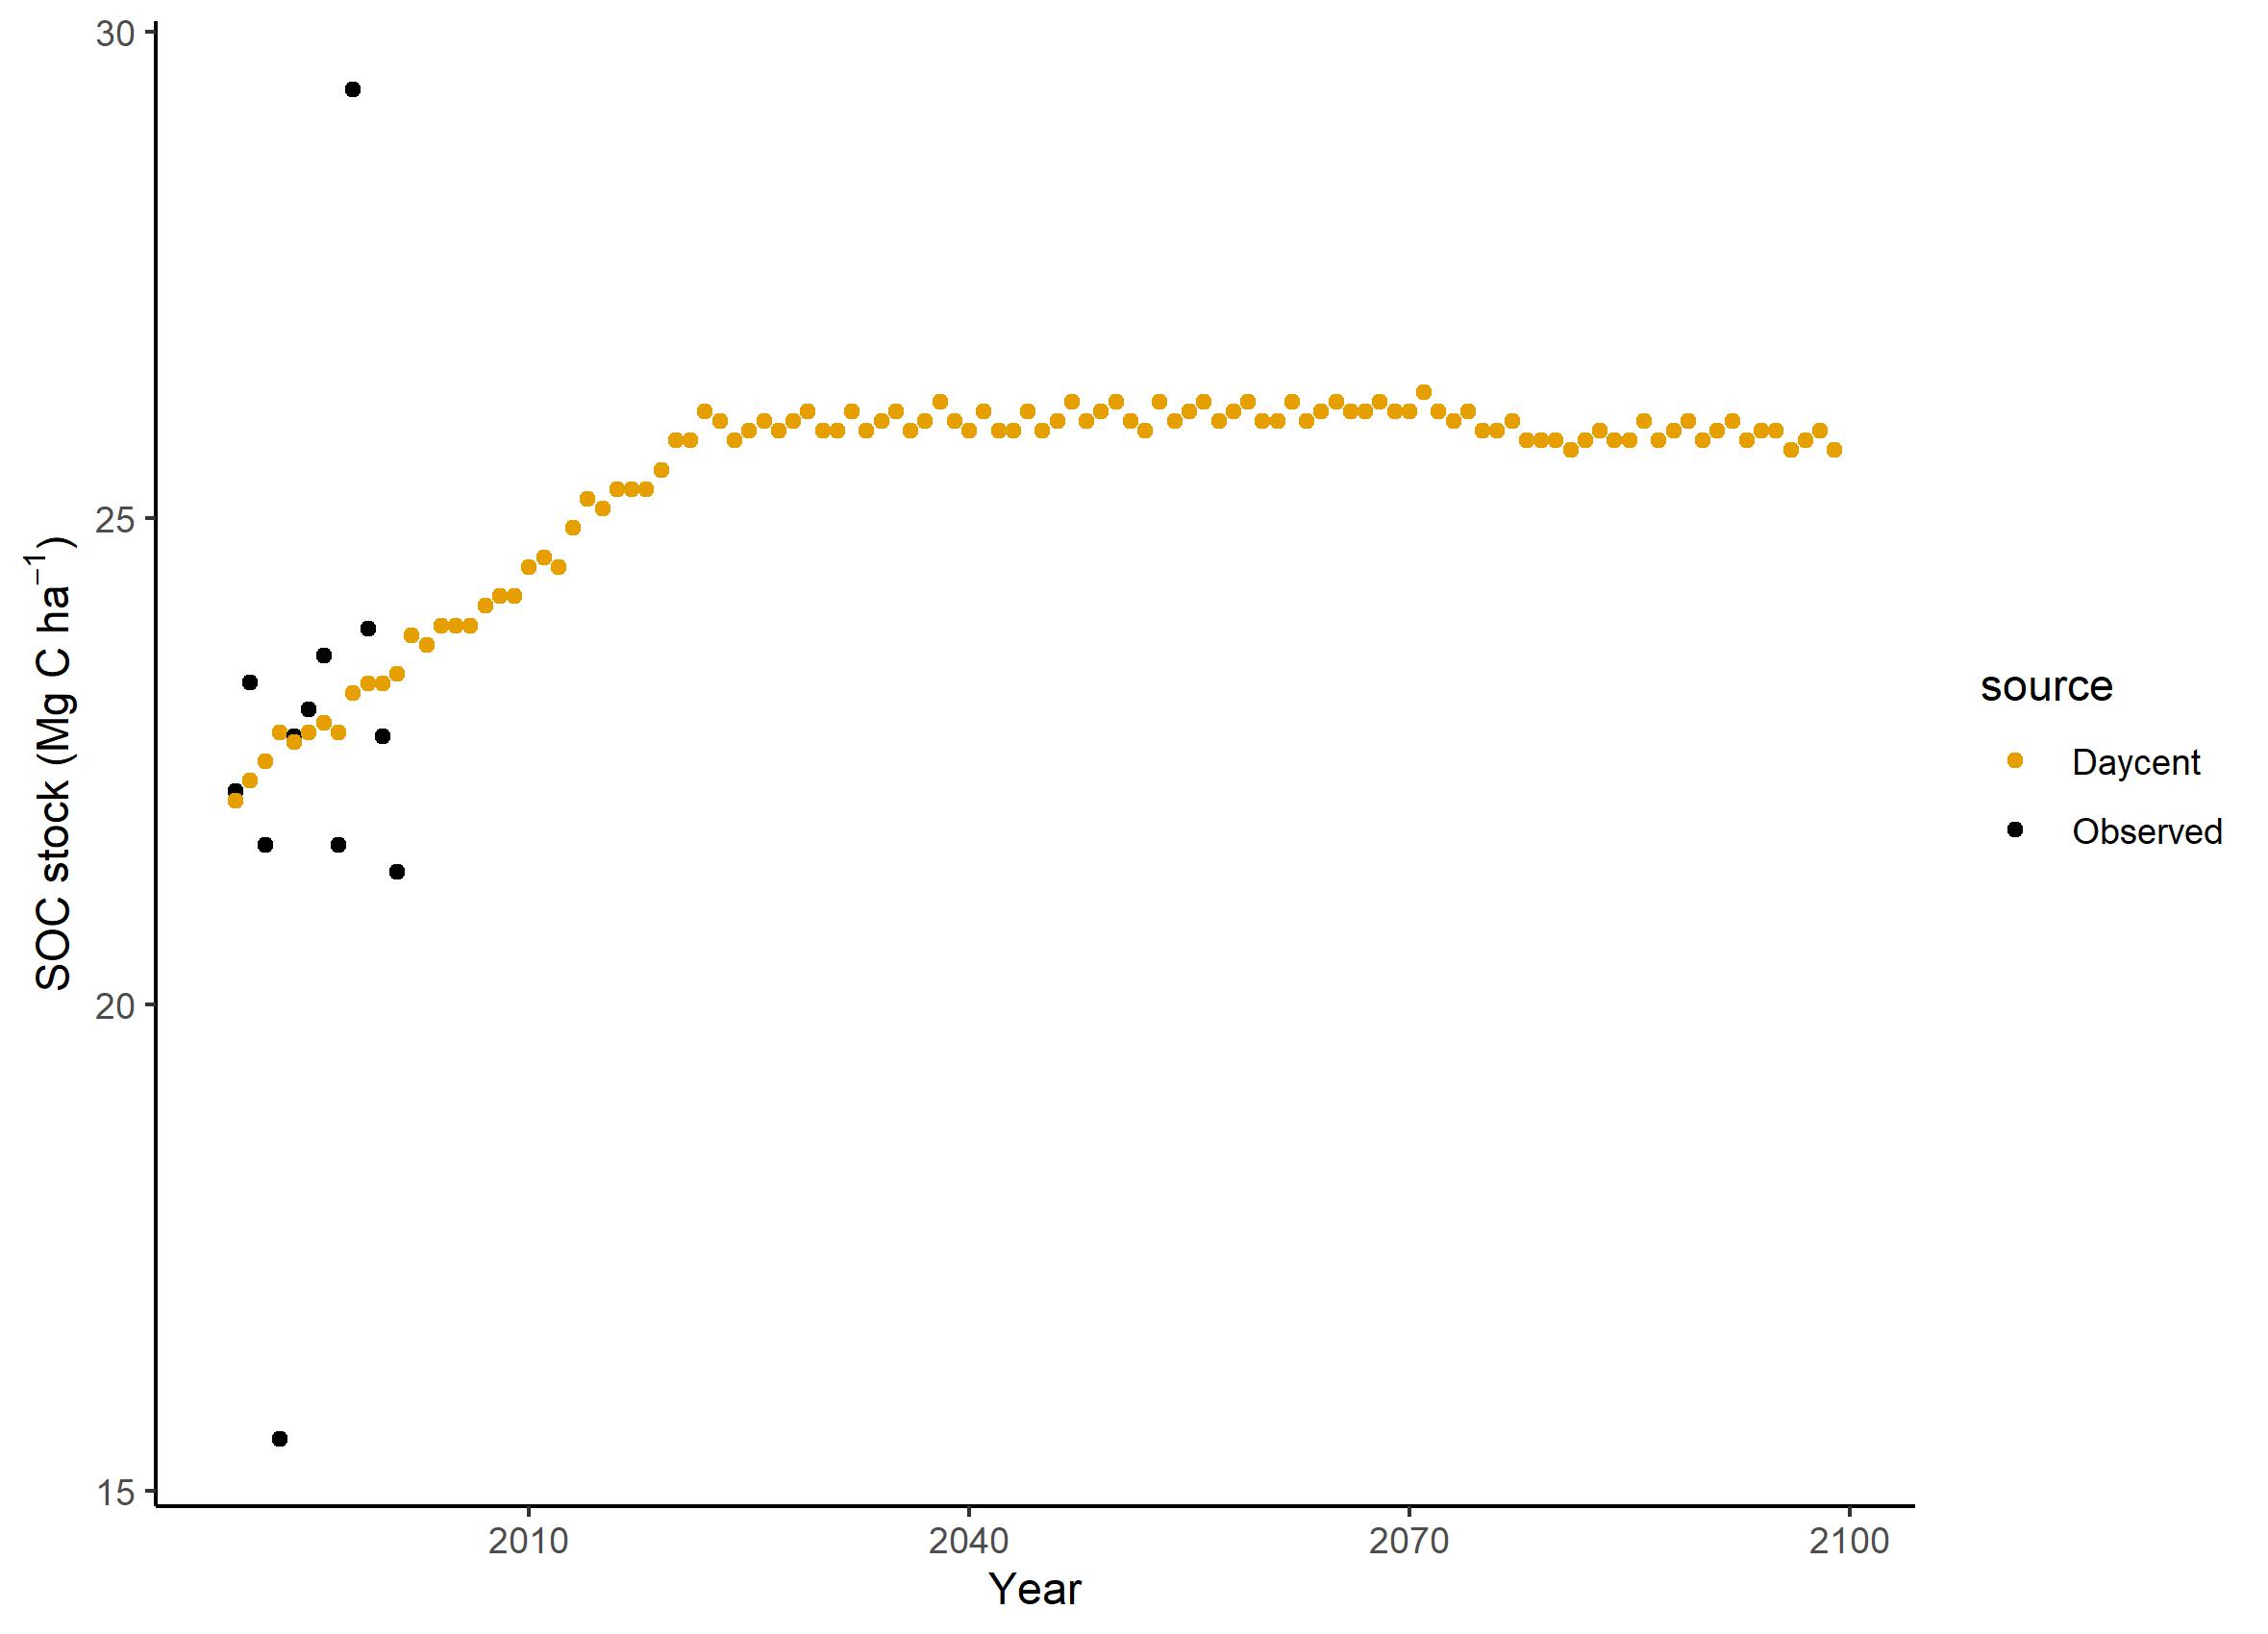 30
25
20
15
SOC stock (Mg C ha⁻¹)
2010 2040 2070 2100
Year
source
Daycent
Observed